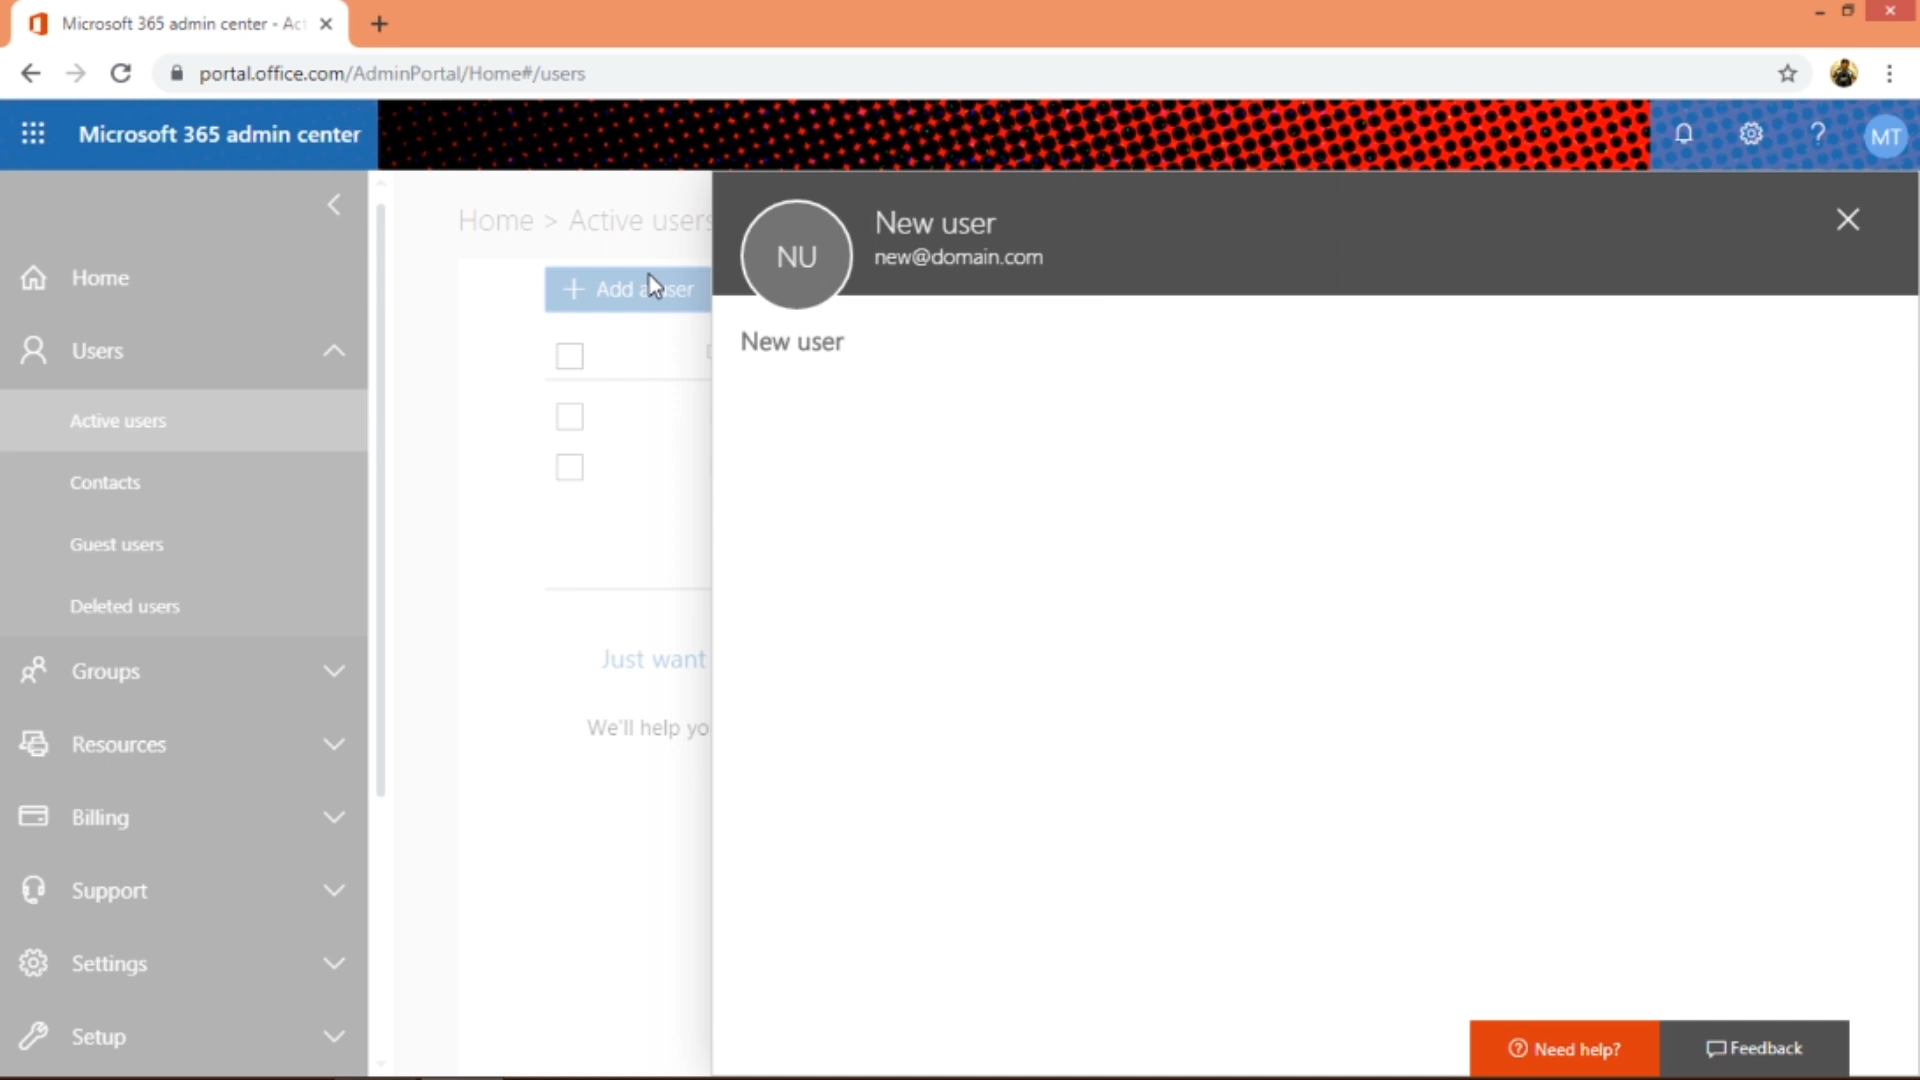 Microsoft 365 admin center - Act
portal.office.com/AdminPortal/Home#/users
Microsoft 365 admin center
?
MT
Home
Users
Active users
Contacts
Guest users
Deleted users
Groups
Resources
Billing
Support
Settings
Setup
Home > Active users
+ Add a user
Just want
We'll help yo
NU
New user
new@domain.com
New user
Need help?
Feedback